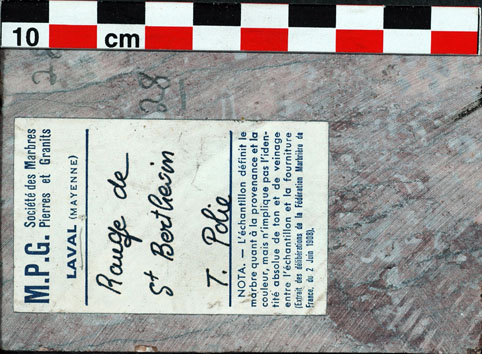 10 cm
28
M.P.G. Société des Marbres
Pierres et Granits
LAVAL (MAYENNE)
Rouge de
St Berthevin
T. Polie
NOTA. — L'échantillon définit le
marbre quant à la provenance et la
couleur, mais n'implique pas l'iden-
tité absolue de ton et de veinage
entre l'échantillon et la fourniture
(Extrait des délibérations de la Fédération Marbrière de
France, du 2 Juin 1908).